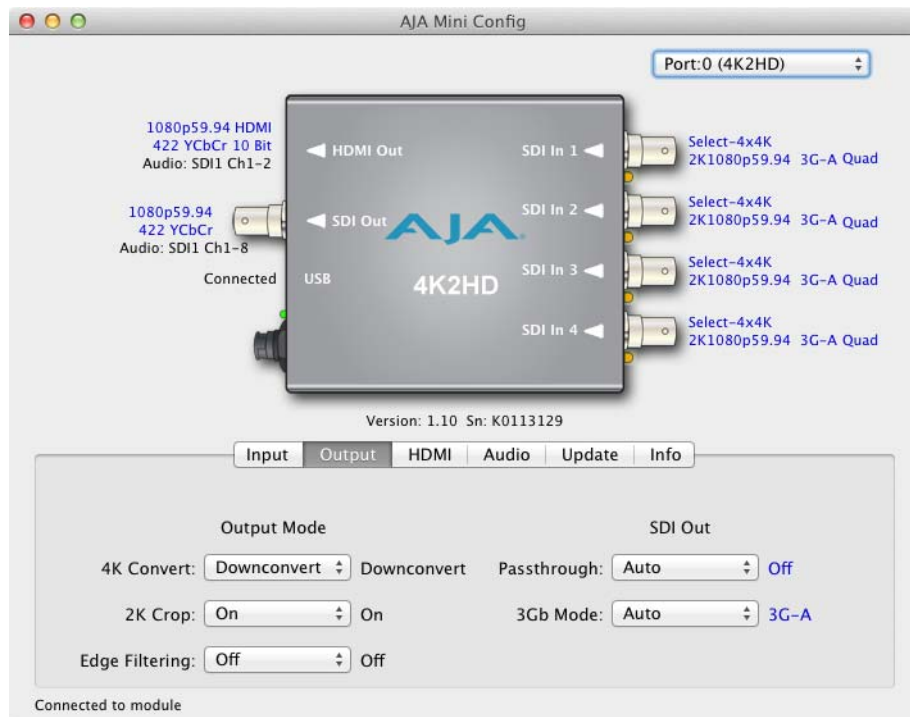 AJA Mini Config
Port:0 (4K2HD)
1080p59.94 HDMI
422 YCbCr 10 Bit
Audio: SDI1 Ch1-2
HDMI Out
SDI In 1
Select-4x4K
2K1080p59.94 3G-A Quad
1080p59.94
422 YCbCr
Audio: SDI1 Ch1-8
SDI Out
SDI In 2
Select-4x4K
2K1080p59.94 3G-A Quad
AJA
Connected
USB
4K2HD
SDI In 3
Select-4x4K
2K1080p59.94 3G-A Quad
SDI In 4
Select-4x4K
2K1080p59.94 3G-A Quad
Version: 1.10 Sn: K0113129
Input Output HDMI Audio Update Info
Output Mode
SDI Out
4K Convert: Downconvert Downconvert
Passthrough: Auto Off
2K Crop: On On
3Gb Mode: Auto 3G-A
Edge Filtering: Off Off
Connected to module